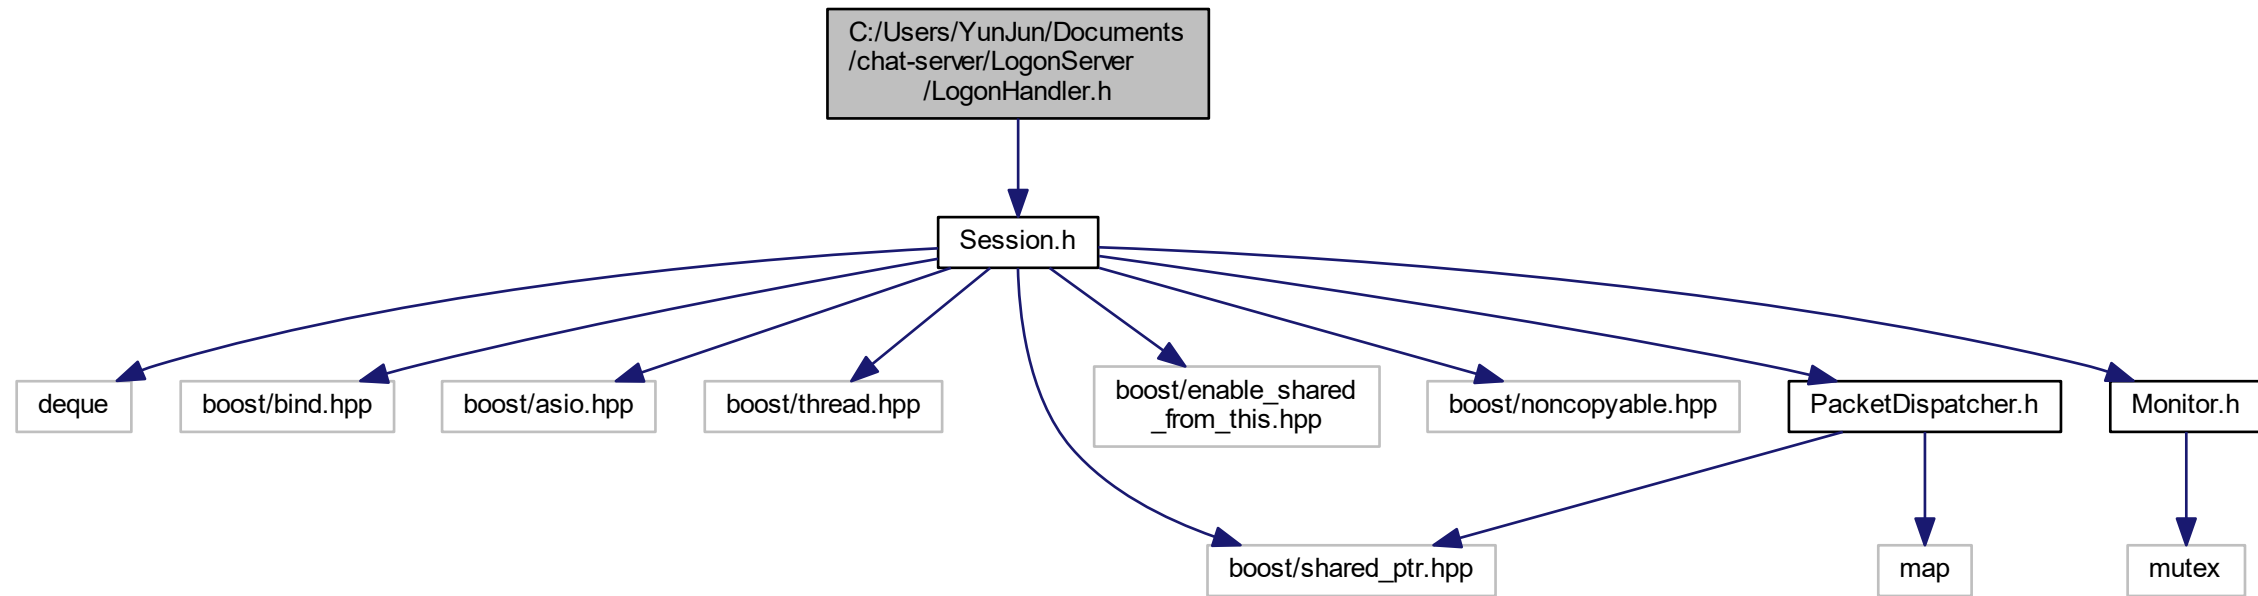 C:/Users/YunJun/Documents
/chat-server/LogonServer
/LogonHandler.h
Session.h
deque
boost/bind.hpp
boost/asio.hpp
boost/thread.hpp
boost/enable_shared
_from_this.hpp
boost/noncopyable.hpp
PacketDispatcher.h
Monitor.h
boost/shared_ptr.hpp
map
mutex